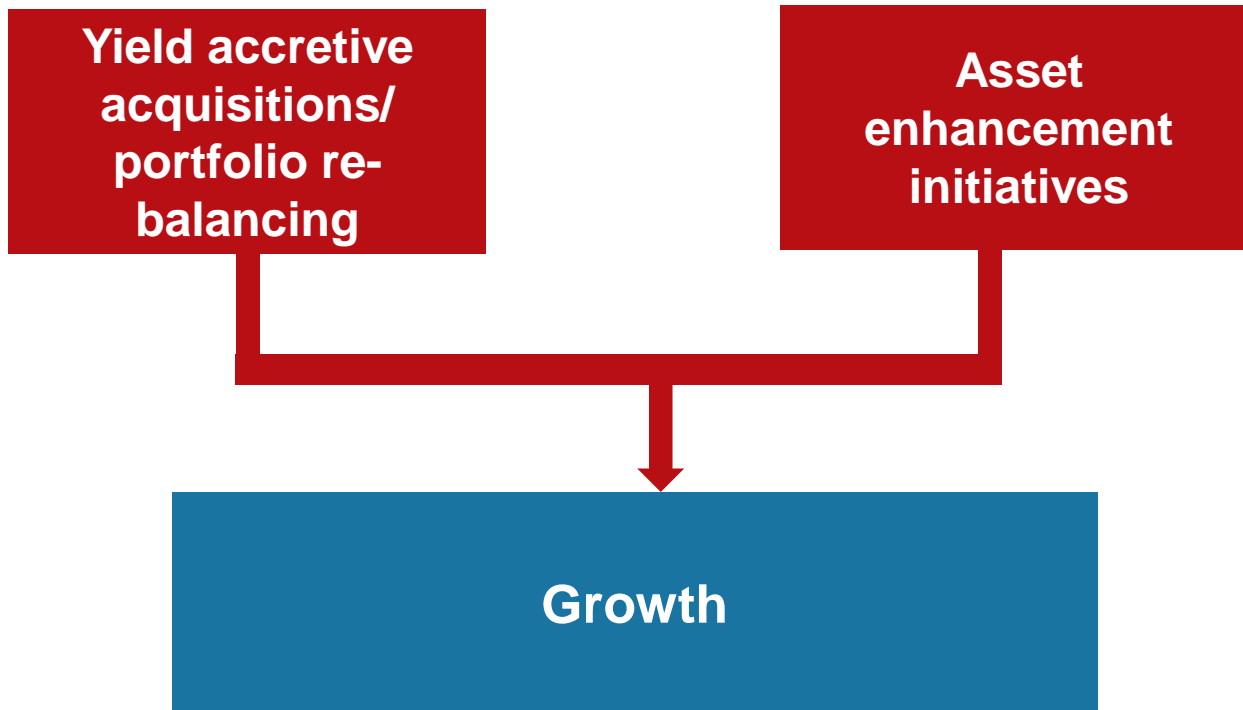 Yield accretive
acquisitions/
portfolio re-
balancing
Asset
enhancement
initiatives
Growth